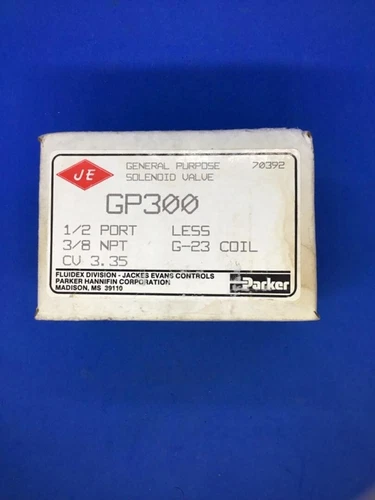 JE
GENERAL PURPOSE 70392
SOLENOID VALVE
GP300
1/2 PORT LESS
3/8 NPT G-23 COIL
CV 3.35
FLUIDEX DIVISION - JACKES EVANS CONTROLS
PARKER HANNIFIN CORPORATION
MADISON, MS 39110
Parker